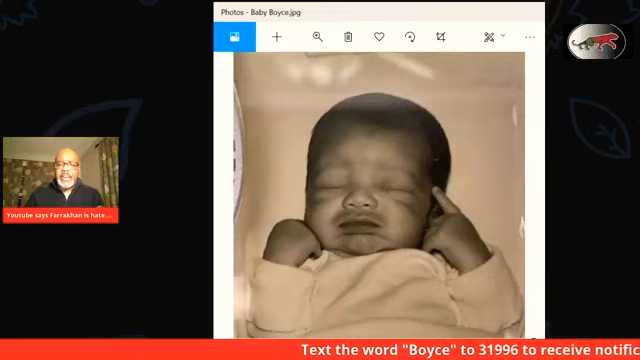 Photos - Baby Boyce.jpg
Youtube says Farrakhan is hate ...
Text the word "Boyce" to 31996 to receive notific